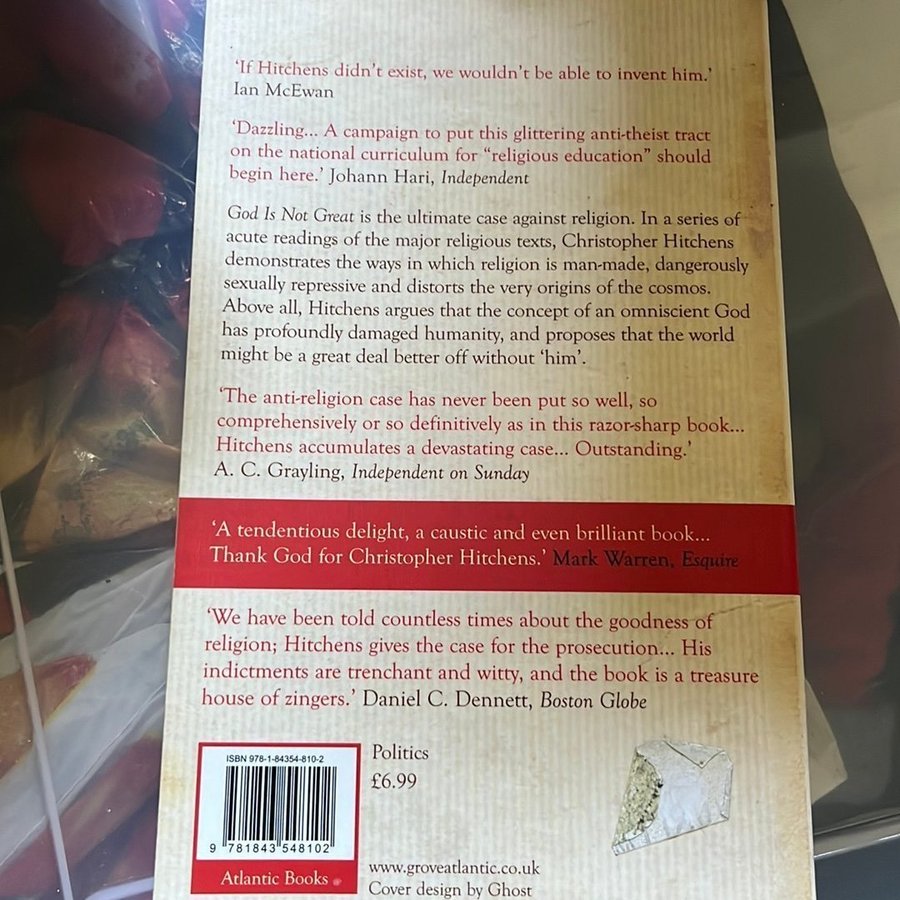 ‘If Hitchens didn’t exist, we wouldn’t be able to invent him.’
Ian McEwan
‘Dazzling... A campaign to put this glittering anti-theist tract
on the national curriculum for “religious education” should
begin here.’ Johann Hari, Independent
God Is Not Great is the ultimate case against religion. In a series of
acute readings of the major religious texts, Christopher Hitchens
demonstrates the ways in which religion is man-made, dangerously
sexually repressive and distorts the very origins of the cosmos.
Above all, Hitchens argues that the concept of an omniscient God
has profoundly damaged humanity, and proposes that the world
might be a great deal better off without ‘him’.
‘The anti-religion case has never been put so well, so
comprehensively or so definitively as in this razor-sharp book...
Hitchens accumulates a devastating case... Outstanding.’
A. C. Grayling, Independent on Sunday
‘A tendentious delight, a caustic and even brilliant book...
Thank God for Christopher Hitchens.’ Mark Warren, Esquire
‘We have been told countless times about the goodness of
religion; Hitchens gives the case for the prosecution... His
indictments are trenchant and witty, and the book is a treasure
house of zingers.’ Daniel C. Dennett, Boston Globe
ISBN 978-1-84354-810-2
9 781843 548102
Atlantic Books
Politics
£6.99
www.groveatlantic.co.uk
Cover design by Ghost